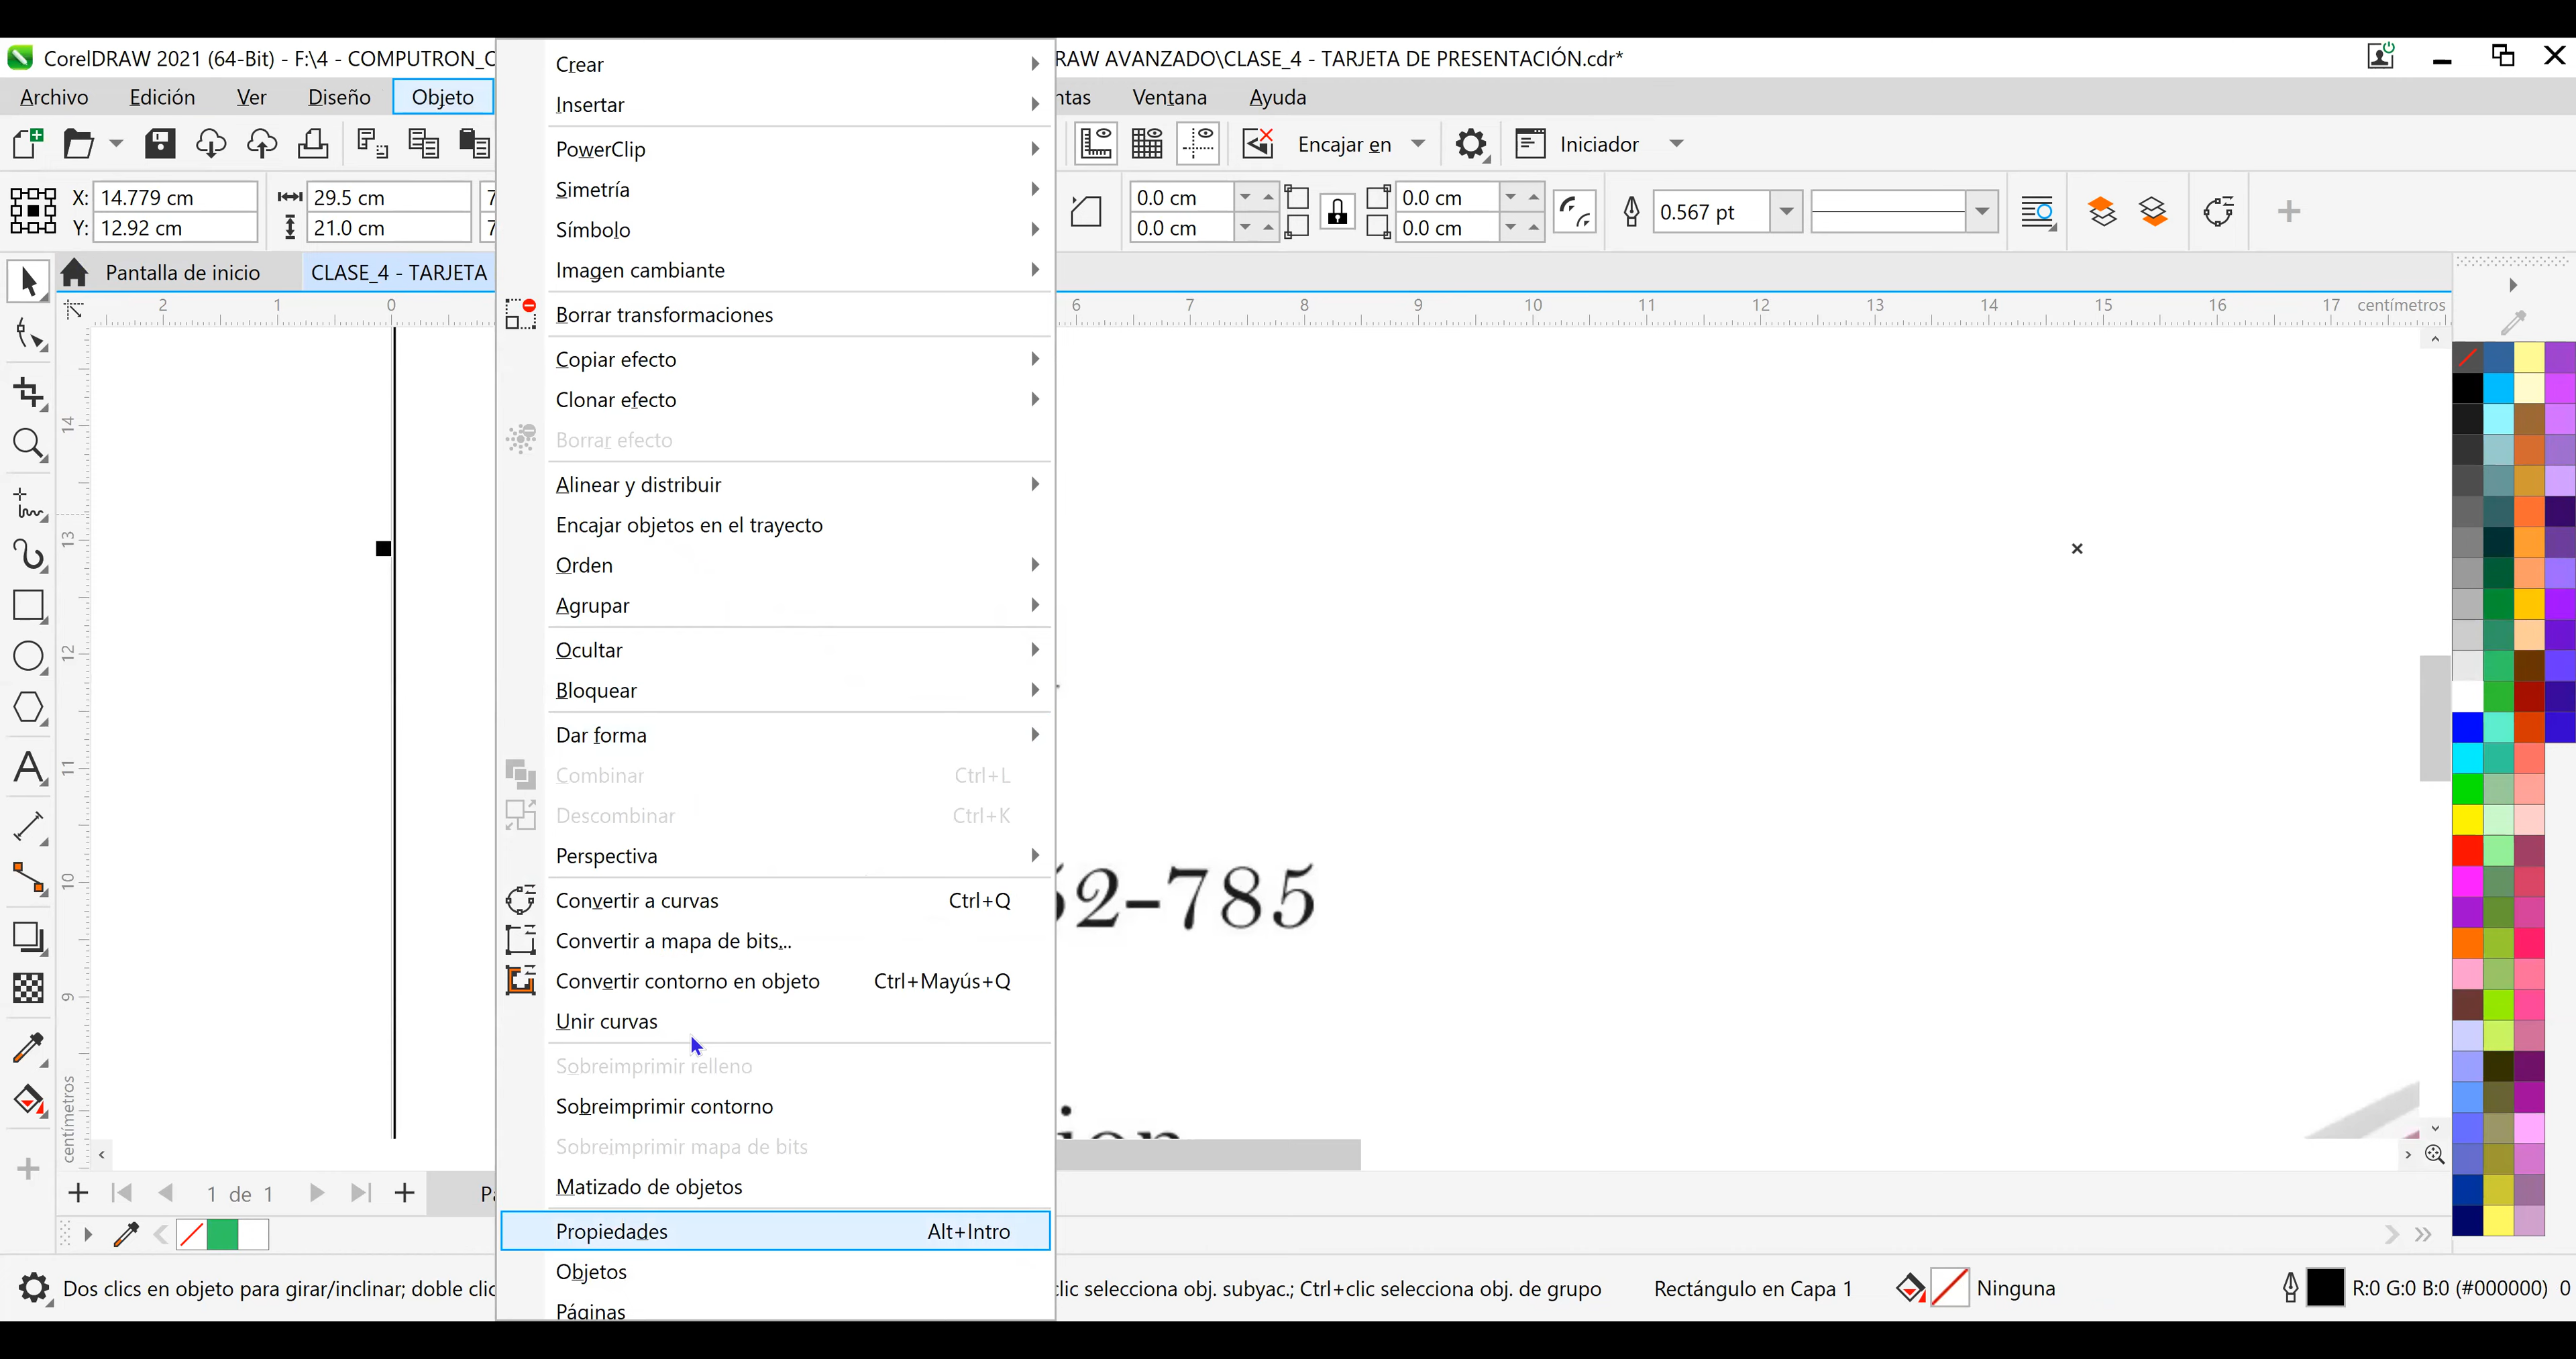 CorelDRAW 2021 (64-Bit) - F:\4 - COMPUTRON_C
RAW AVANZADO\CLASE_4 - TARJETA DE PRESENTACIÓN.cdr*
Archivo Edición Ver Diseño Objeto ntas Ventana Ayuda
Encajar en Iniciador
X: 14.779 cm 29.5 cm 0.0 cm 0.0 cm 0.567 pt
Y: 12.92 cm 21.0 cm 0.0 cm 0.0 cm
Pantalla de inicio CLASE_4 - TARJETA
2 1 0 6 7 8 9 10 11 12 13 14 15 16 17 centímetros
14
13
12
11
10
9
centímetros
Crear
Insertar
PowerClip
Simetría
Símbolo
Imagen cambiante
Borrar transformaciones
Copiar efecto
Clonar efecto
Borrar efecto
Alinear y distribuir
Encajar objetos en el trayecto
Orden
Agrupar
Ocultar
Bloquear
Dar forma
Combinar Ctrl+L
Descombinar Ctrl+K
Perspectiva
Convertir a curvas Ctrl+Q
Convertir a mapa de bits...
Convertir contorno en objeto Ctrl+Mayús+Q
Unir curvas
Sobreimprimir relleno
Sobreimprimir contorno
Sobreimprimir mapa de bits
Matizado de objetos
Propiedades Alt+Intro
Objetos
Páginas
52-785
ion
1 de 1
Dos clics en objeto para girar/inclinar; doble clic
clic selecciona obj. subyac.; Ctrl+clic selecciona obj. de grupo Rectángulo en Capa 1 Ninguna R:0 G:0 B:0 (#000000) 0